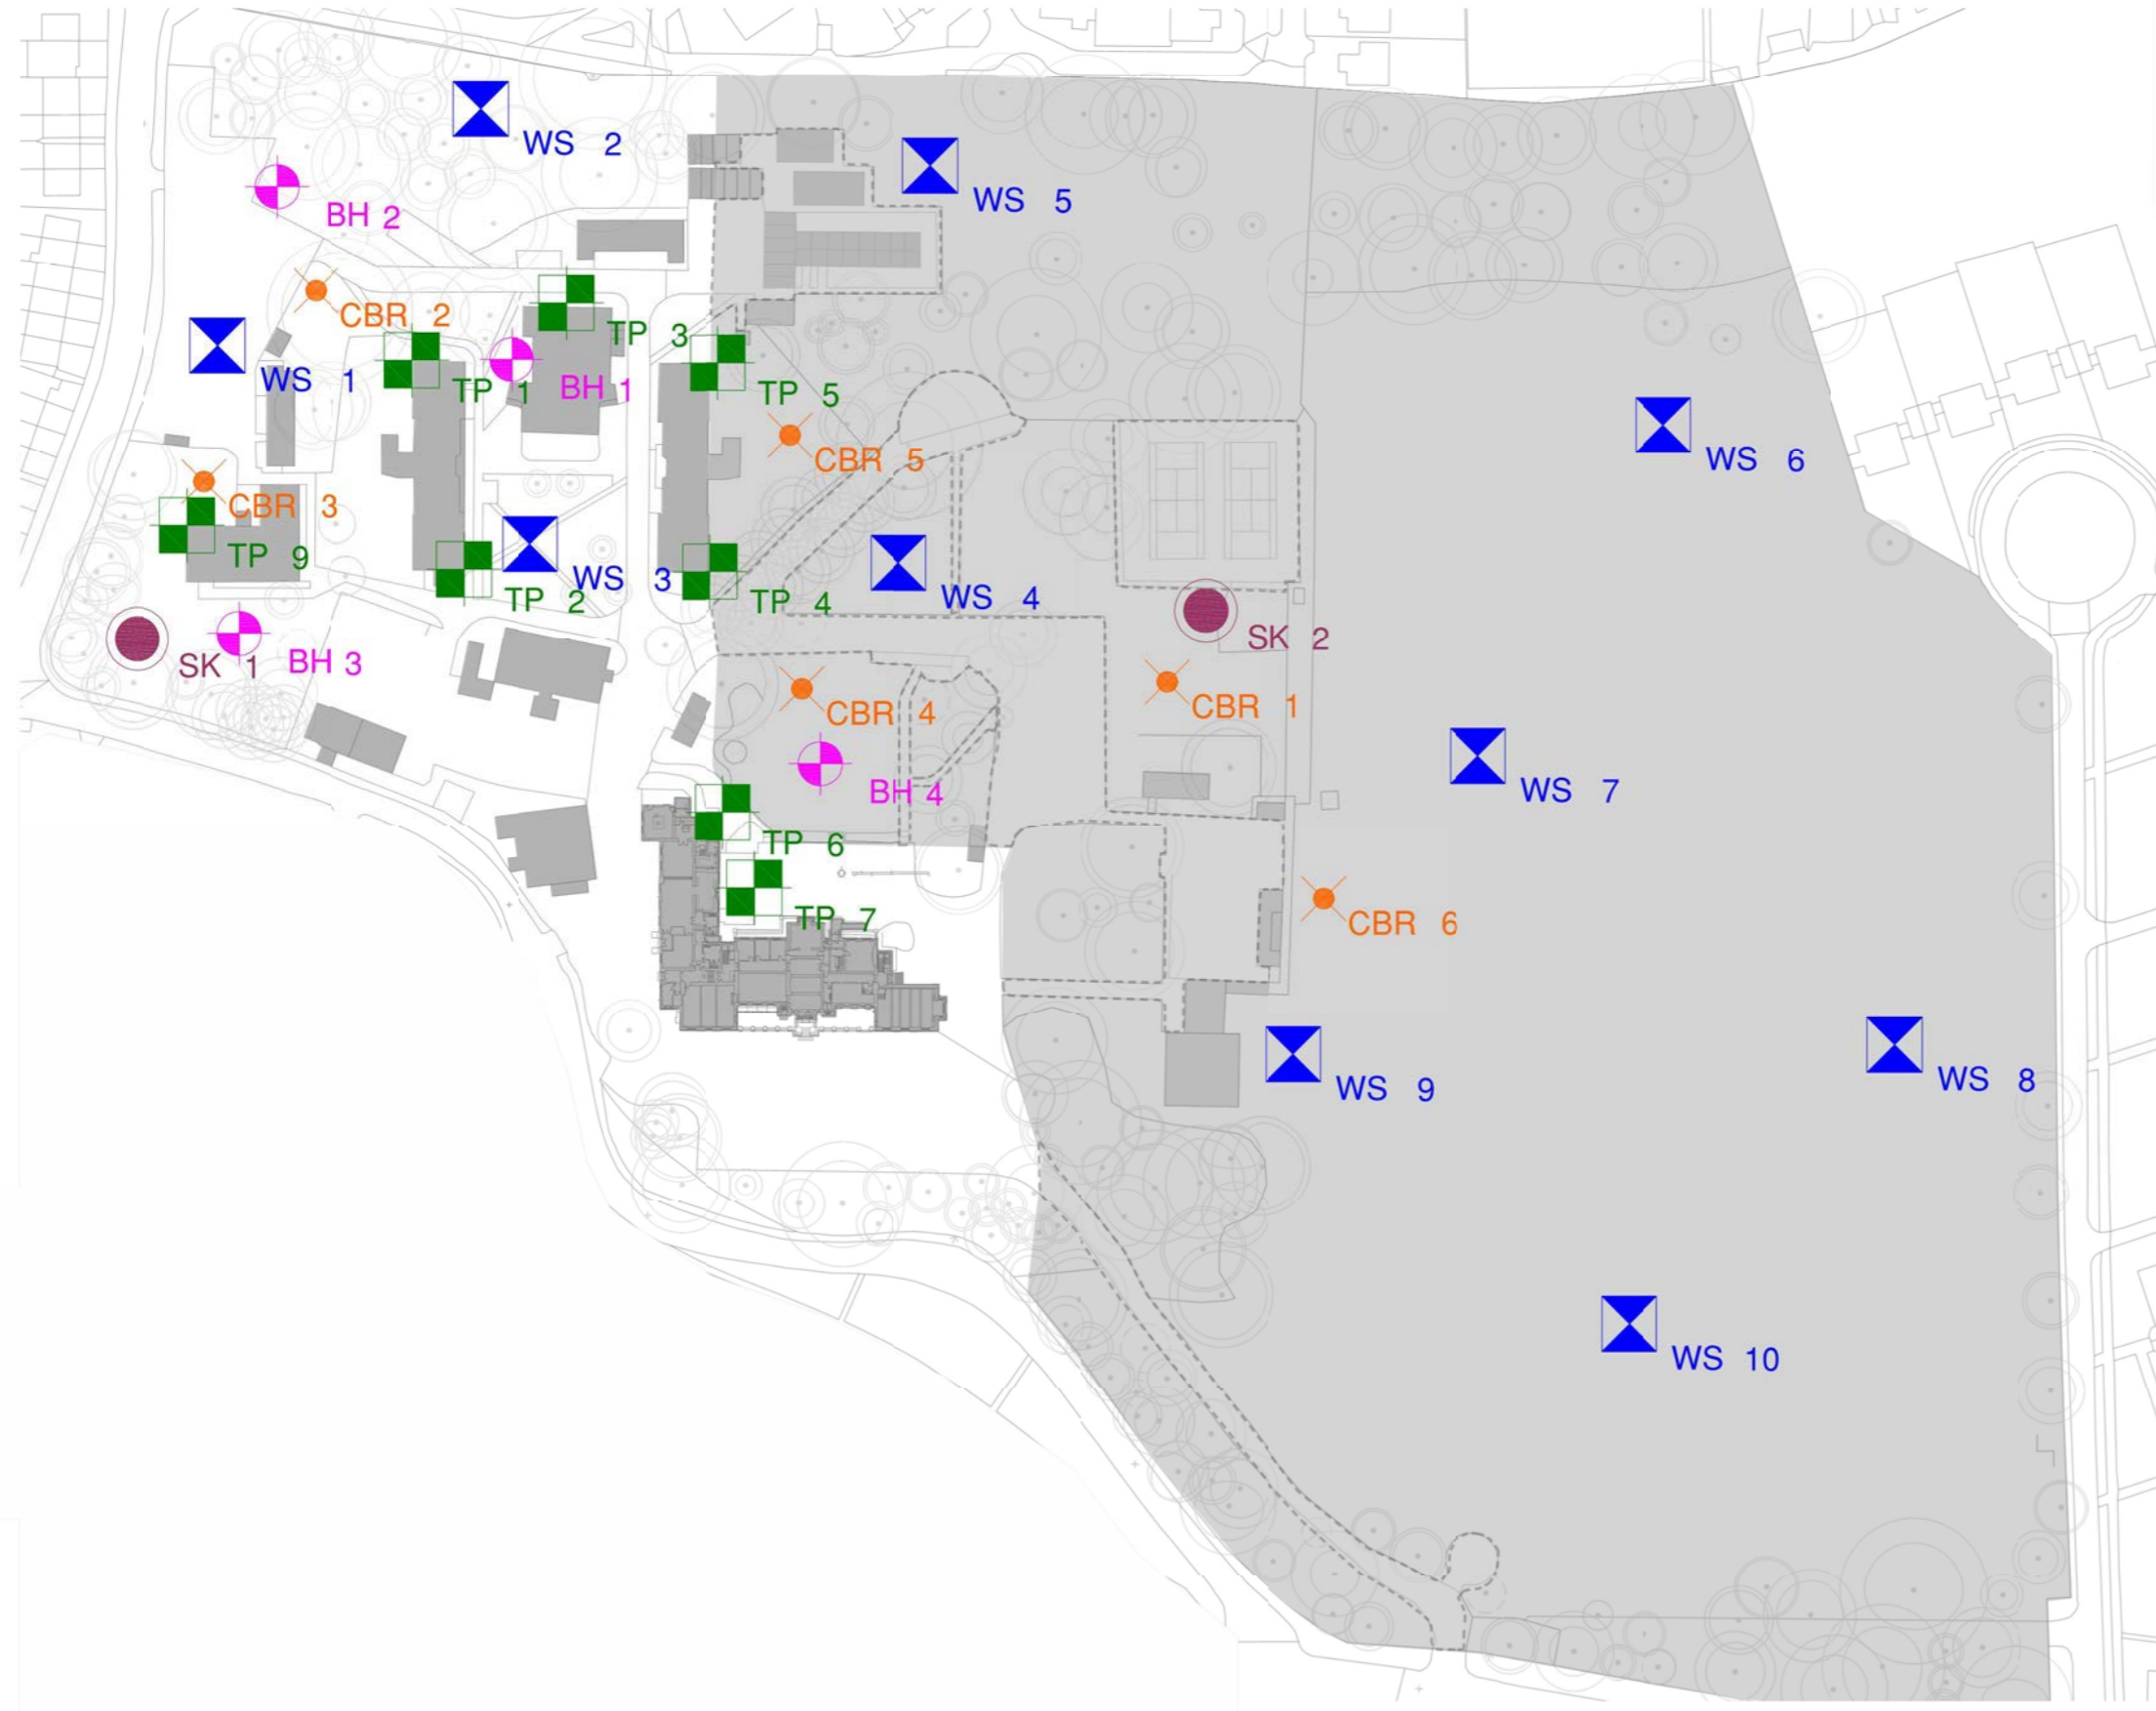 WS 2
WS 5
BH 2
CBR 2
TP 3
WS 1
TP 1
BH 1
TP 5
CBR 5
WS 6
CBR 3
TP 9
WS 3
TP 2
TP 4
WS 4
SK 2
SK 1
BH 3
CBR 4
CBR 1
BH 4
WS 7
TP 6
TP 7
CBR 6
WS 9
WS 8
WS 10